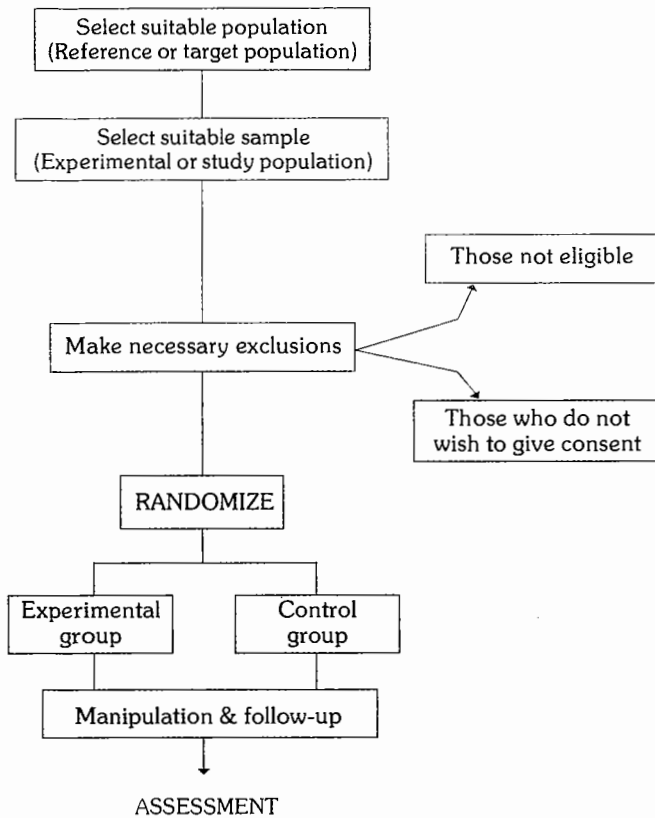 Select suitable population
(Reference or target population)
Select suitable sample
(Experimental or study population)
Those not eligible
Make necessary exclusions
Those who do not
wish to give consent
RANDOMIZE
Experimental
group
Control
group
Manipulation & follow-up
ASSESSMENT